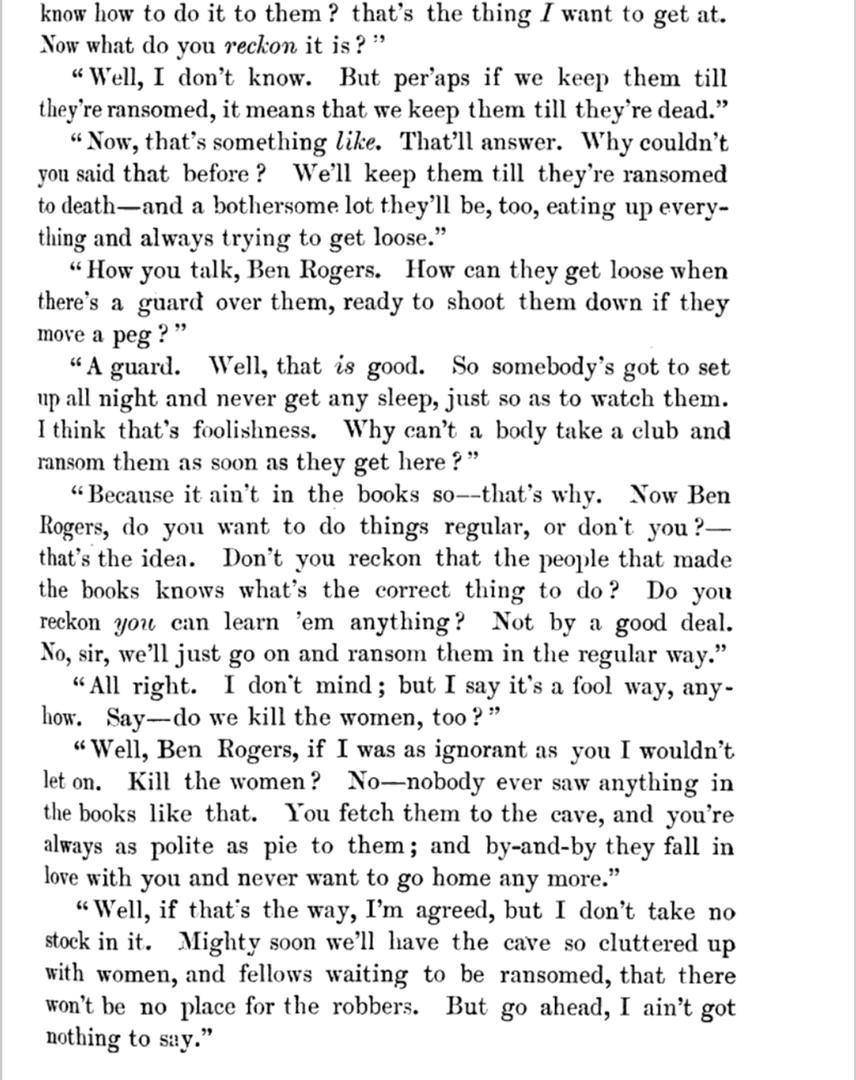 know how to do it to them? that's the thing I want to get at.
Now what do you reckon it is?"
"Well, I don't know. But per'aps if we keep them till
they're ransomed, it means that we keep them till they're dead."
"Now, that's something like. That'll answer. Why couldn't
you said that before? We'll keep them till they're ransomed
to death—and a bothersome lot they'll be, too, eating up every-
thing and always trying to get loose."
"How you talk, Ben Rogers. How can they get loose when
there's a guard over them, ready to shoot them down if they
move a peg?"
"A guard. Well, that is good. So somebody's got to set
up all night and never get any sleep, just so as to watch them.
I think that's foolishness. Why can't a body take a club and
ransom them as soon as they get here?"
"Because it ain't in the books so—that's why. Now Ben
Rogers, do you want to do things regular, or don't you?—
that's the idea. Don't you reckon that the people that made
the books knows what's the correct thing to do? Do you
reckon you can learn 'em anything? Not by a good deal.
No, sir, we'll just go on and ransom them in the regular way."
"All right. I don't mind; but I say it's a fool way, any-
how. Say—do we kill the women, too?"
"Well, Ben Rogers, if I was as ignorant as you I wouldn't
let on. Kill the women? No—nobody ever saw anything in
the books like that. You fetch them to the cave, and you're
always as polite as pie to them; and by-and-by they fall in
love with you and never want to go home any more."
"Well, if that's the way, I'm agreed, but I don't take no
stock in it. Mighty soon we'll have the cave so cluttered up
with women, and fellows waiting to be ransomed, that there
won't be no place for the robbers. But go ahead, I ain't got
nothing to say."